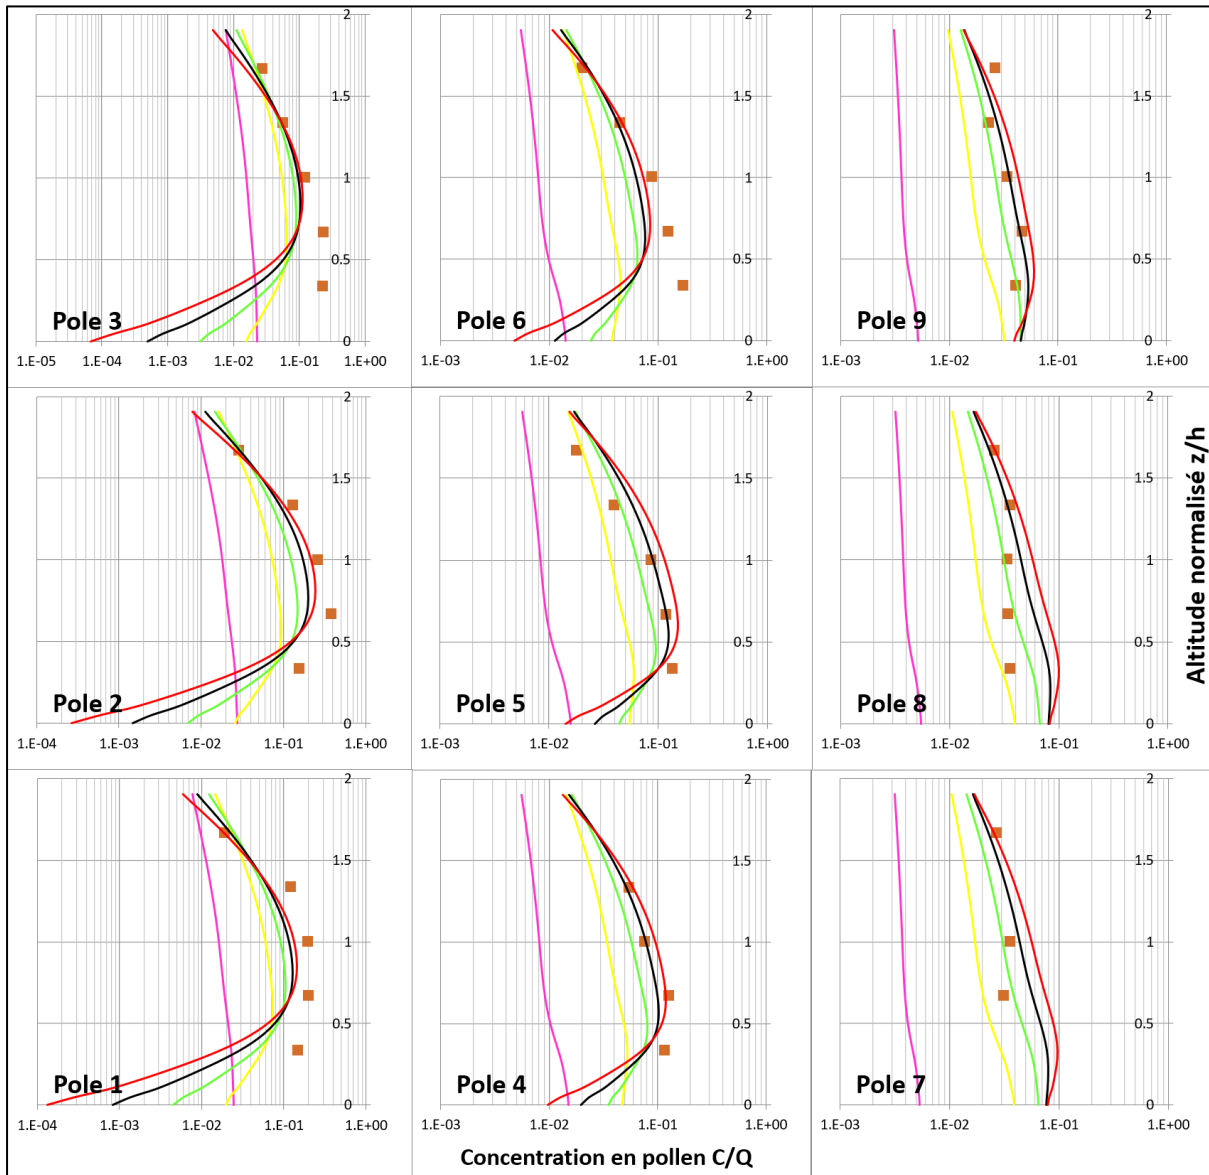 2
1.5
1
0.5
0
Pole 3
1.E-05 1.E-04 1.E-03 1.E-02 1.E-01 1.E+00
2
1.5
1
0.5
0
Pole 6
1.E-03 1.E-02 1.E-01 1.E+00
2
1.5
1
0.5
0
Pole 9
1.E-03 1.E-02 1.E-01 1.E+00
2
1.5
1
0.5
0
Pole 2
1.E-04 1.E-03 1.E-02 1.E-01 1.E+00
2
1.5
1
0.5
0
Pole 5
1.E-03 1.E-02 1.E-01 1.E+00
2
1.5
1
0.5
0
Pole 8
1.E-03 1.E-02 1.E-01 1.E+00
Altitude normalisé z/h
2
1.5
1
0.5
0
Pole 1
1.E-04 1.E-03 1.E-02 1.E-01 1.E+00
2
1.5
1
0.5
0
Pole 4
1.E-03 1.E-02 1.E-01 1.E+00
2
1.5
1
0.5
0
Pole 7
1.E-03 1.E-02 1.E-01 1.E+00
Concentration en pollen C/Q